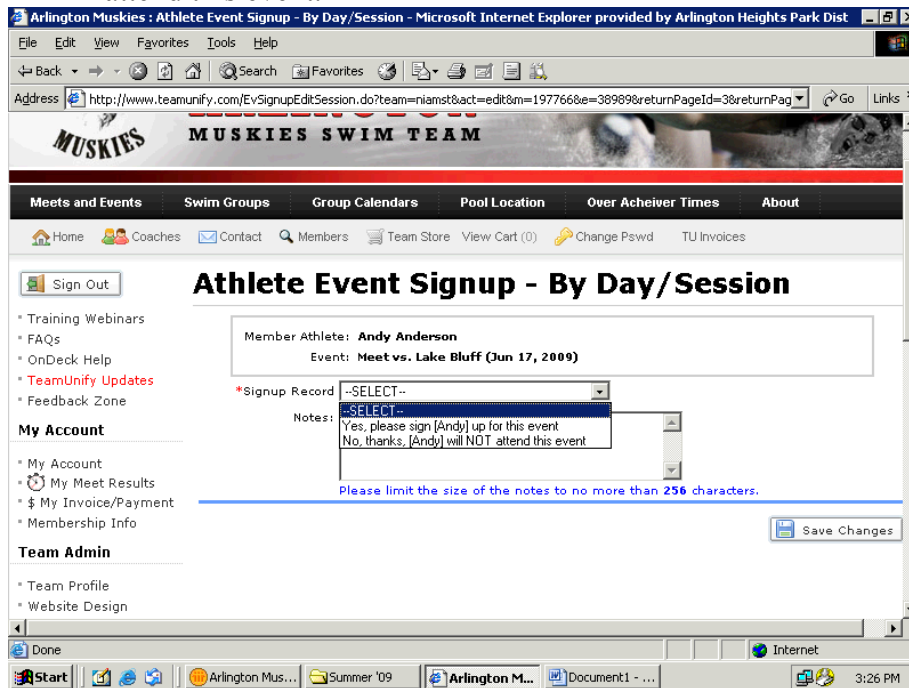 Arlington Muskies : Athlete Event Signup - By Day/Session - Microsoft Internet Explorer provided by Arlington Heights Park Dist
File Edit View Favorites Tools Help
Back Search Favorites
Address http://www.teamunify.com/EvSignupEditSession.do?team=niamst&act=edit&m=197766&e=38989&returnPageId=3&returnPag Go Links
MUSKIES MUSKIES SWIM TEAM
Meets and Events Swim Groups Group Calendars Pool Location Over Acheiver Times About
Home Coaches Contact Members Team Store View Cart (0) Change Pswd TU Invoices
Sign Out
Athlete Event Signup - By Day/Session
Training Webinars
FAQs
OnDeck Help
TeamUnify Updates
Feedback Zone
Member Athlete: Andy Anderson
Event: Meet vs. Lake Bluff (Jun 17, 2009)
*Signup Record --SELECT--
--SELECT--
Yes, please sign [Andy] up for this event
No, thanks, [Andy] will NOT attend this event
Notes:
Please limit the size of the notes to no more than 256 characters.
Save Changes
My Account
My Account
My Meet Results
$ My Invoice/Payment
Membership Info
Team Admin
Team Profile
Website Design
Done Internet
Start Arlington Mus... Summer '09 Arlington M... Document1 - ... 3:26 PM